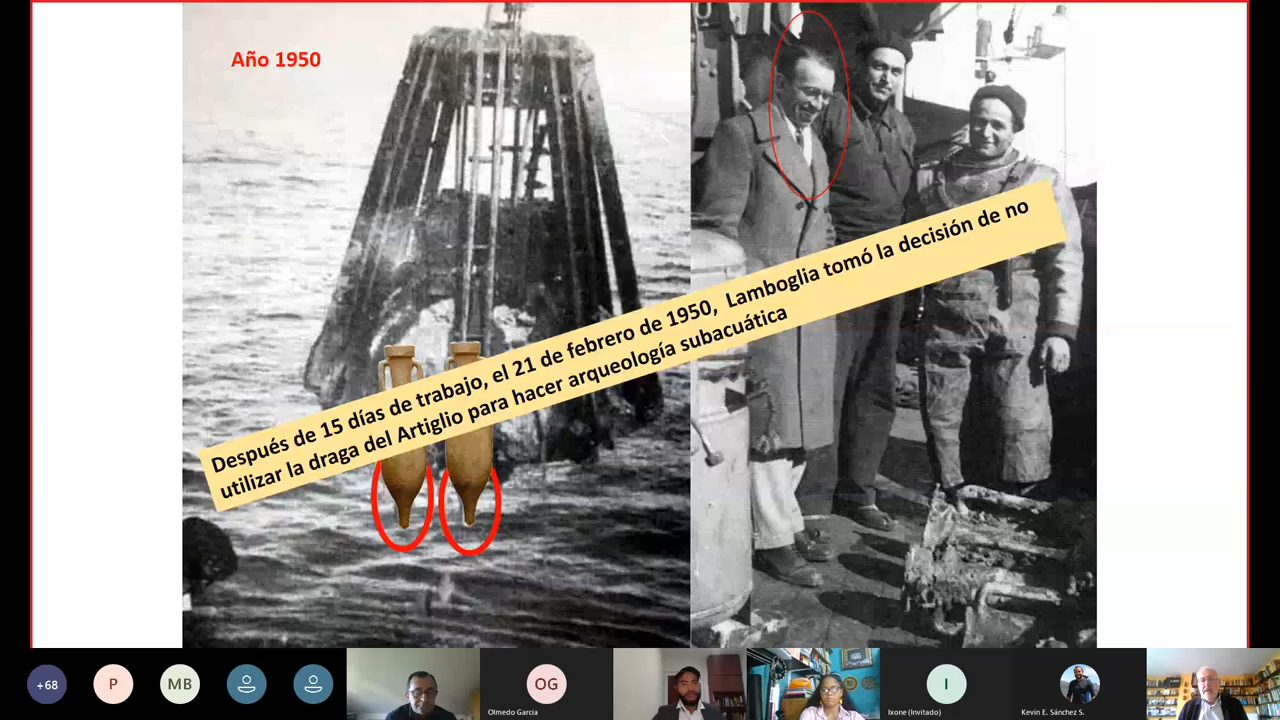 Año 1950
Después de 15 días de trabajo, el 21 de febrero de 1950, Lamboglia tomó la decisión de no
utilizar la draga del Artiglio para hacer arqueología subacuática
+68
P
MB
OG
Olmedo Garcia
I
Ixone (Invitado)
Kevin E. Sánchez S.